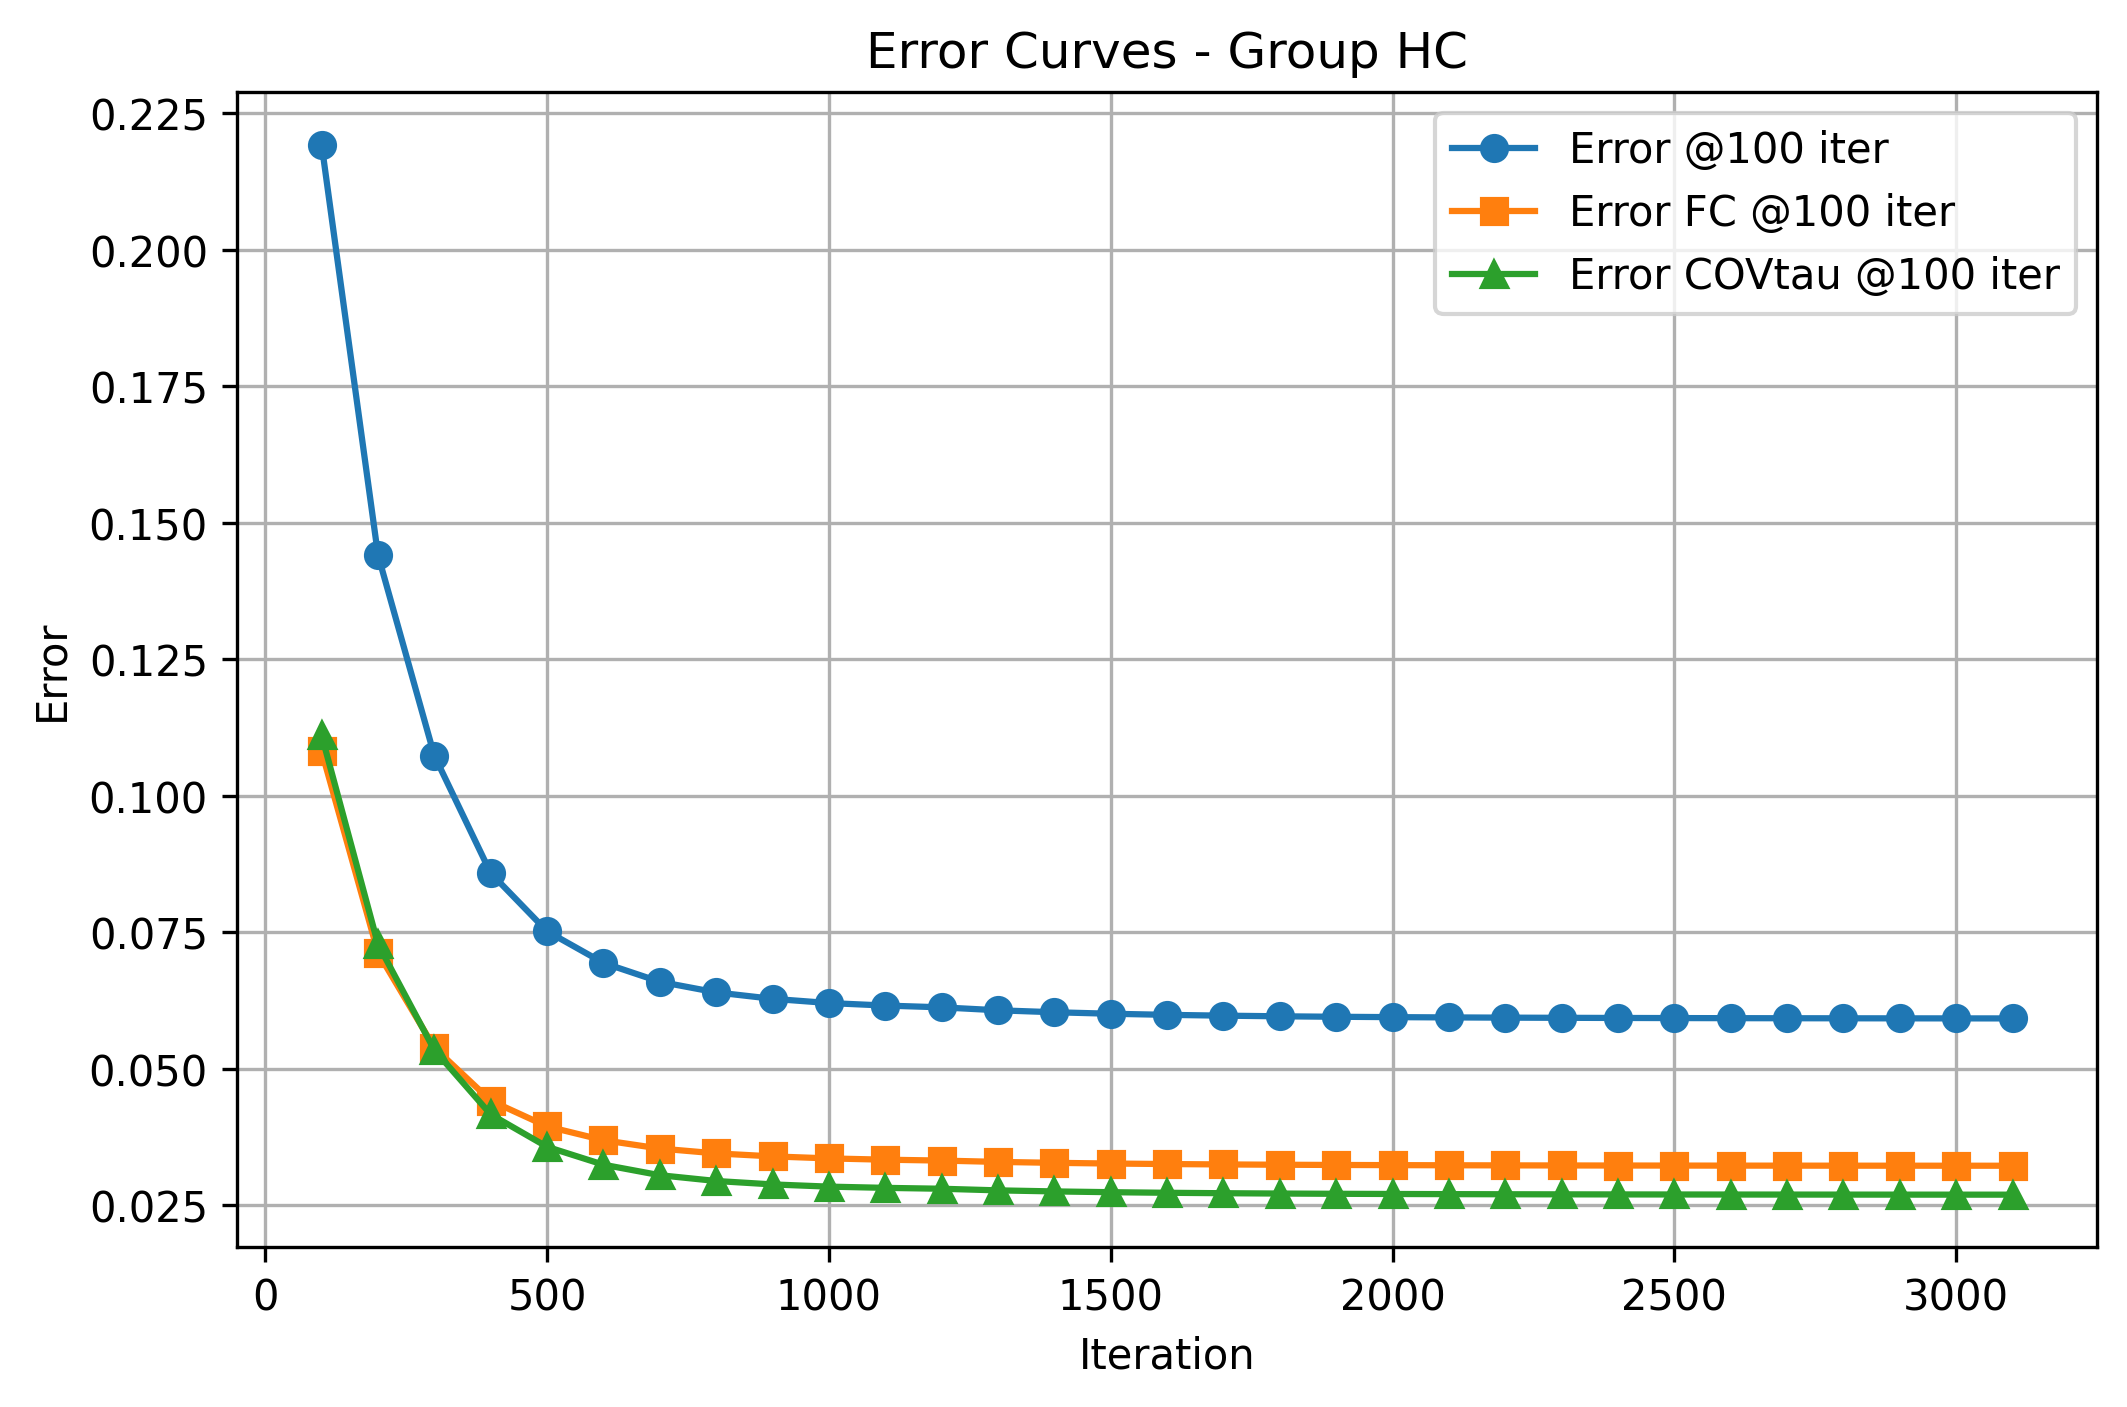 Error Curves - Group HC
0.225
0.200
0.175
0.150
0.125
0.100
0.075
0.050
0.025
Error
Error @100 iter
Error FC @100 iter
Error COVtau @100 iter
0 500 1000 1500 2000 2500 3000
Iteration